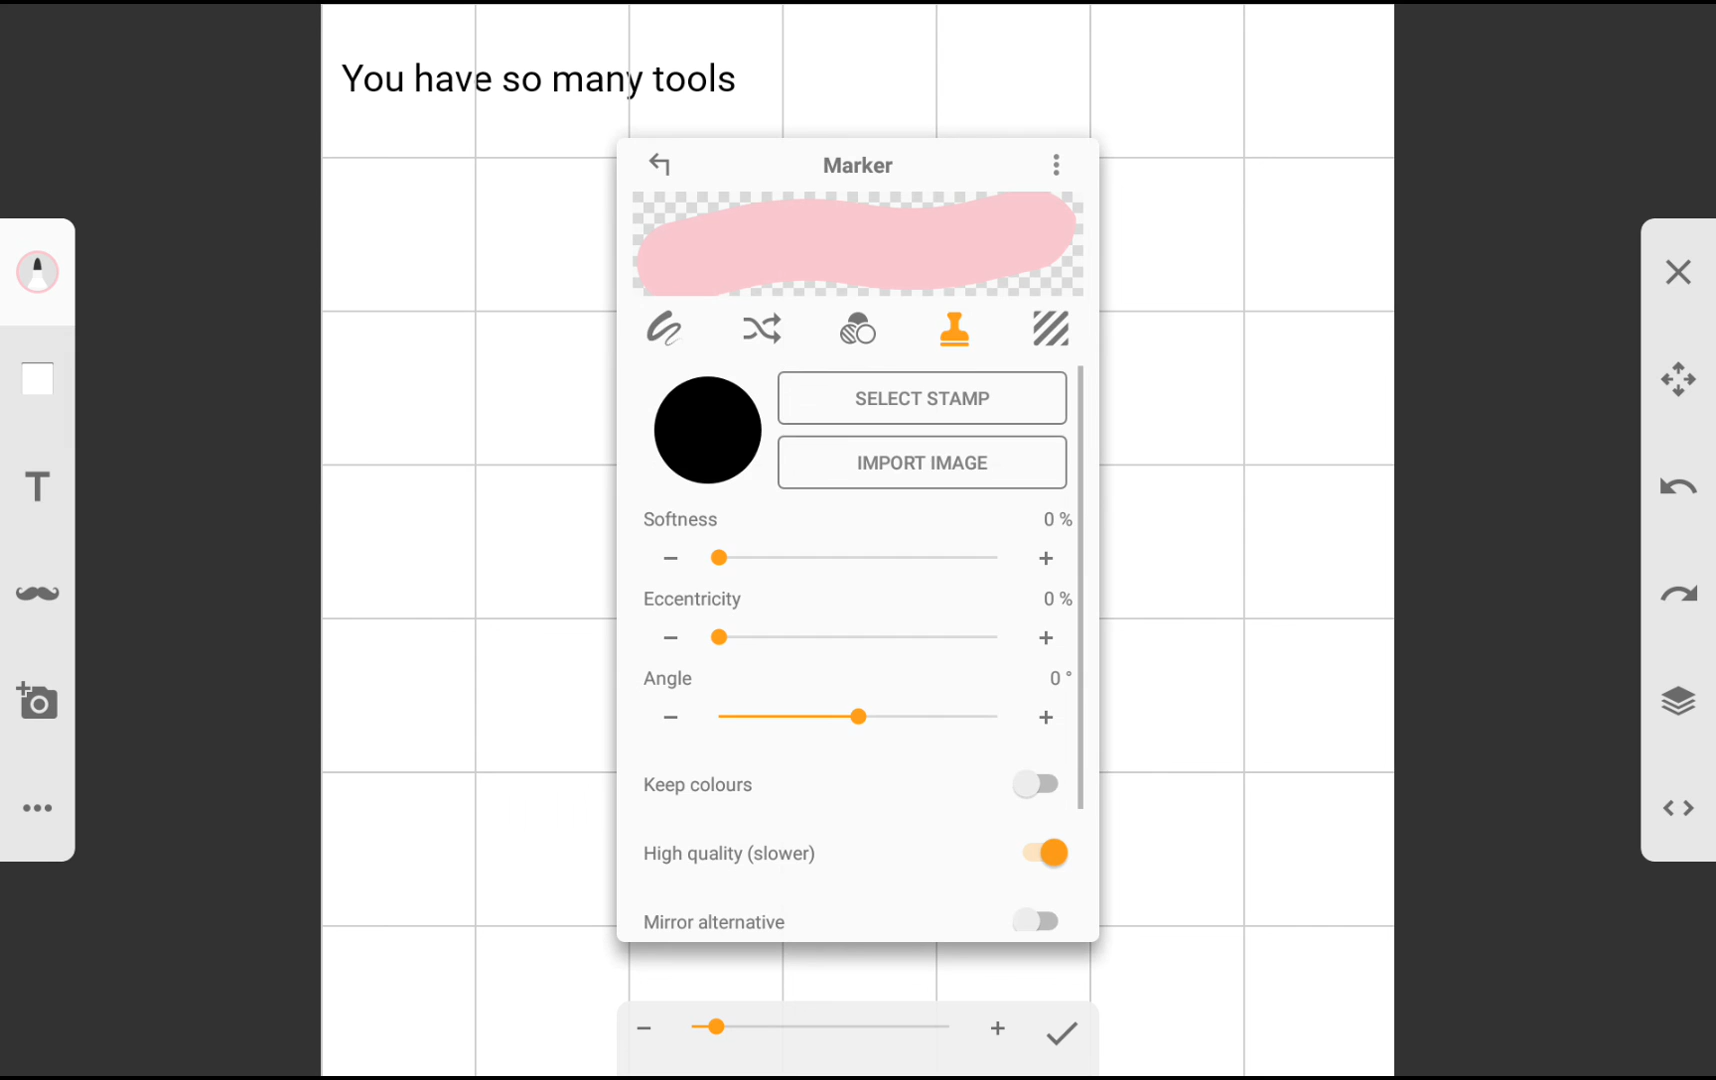 You have so many tools
Marker
SELECT STAMP
IMPORT IMAGE
Softness 0 %
Eccentricity 0 %
Angle 0 °
Keep colours
High quality (slower)
Mirror alternative
T